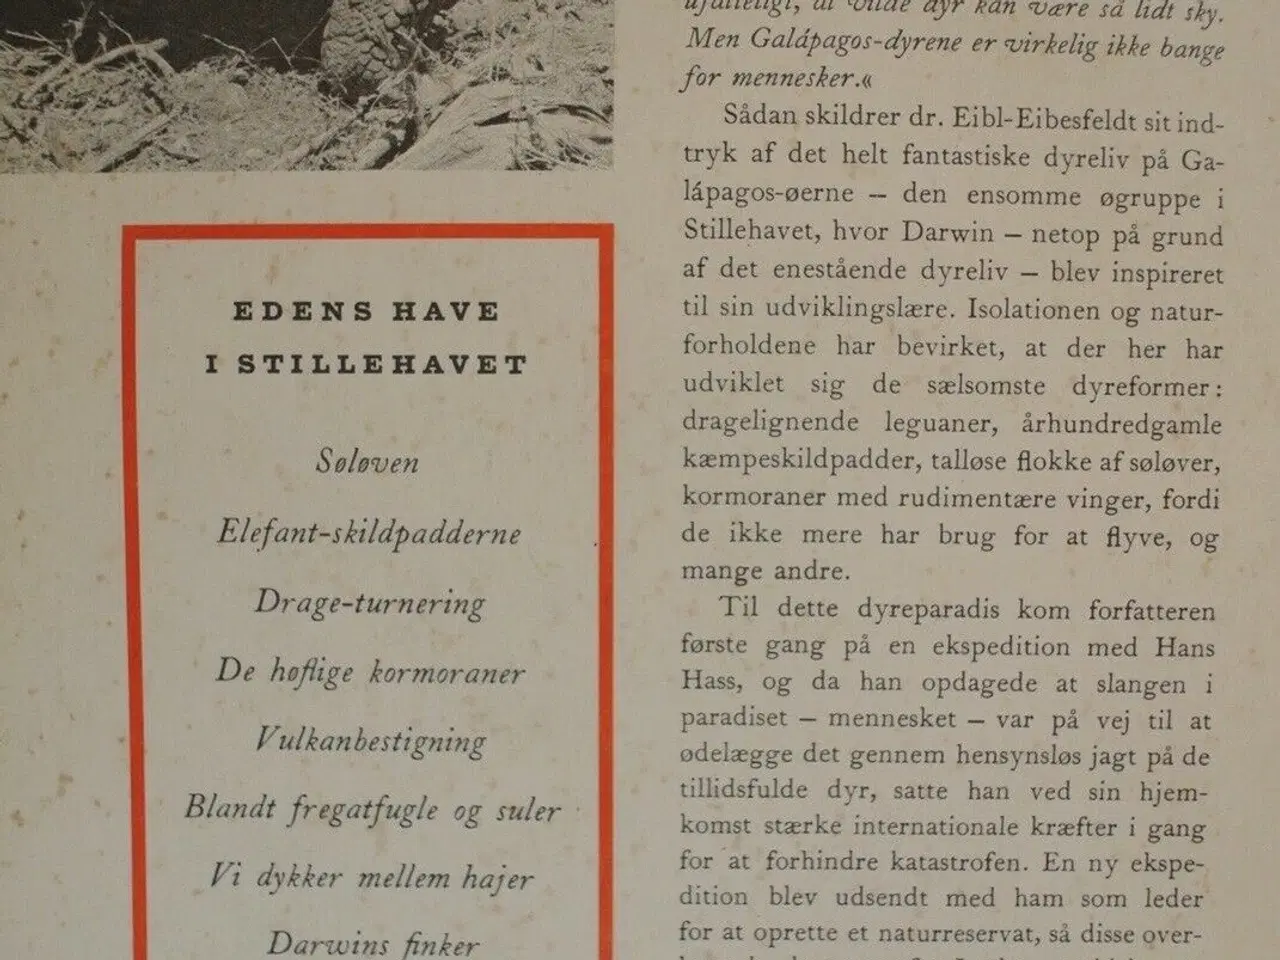 EDENS HAVE
I STILLEHAVET
Søløven
Elefant-skildpadderne
Drage-turnering
De høflige kormoraner
Vulkanbestigning
Blandt fregatfugle og suler
Vi dykker mellem hajer
Darwins finker
ufatteligt, at vilde dyr kan være så lidt sky.
Men Galápagos-dyrene er virkelig ikke bange
for mennesker.«
Sådan skildrer dr. Eibl-Eibesfeldt sit ind-
tryk af det helt fantastiske dyreliv på Ga-
lápagos-øerne – den ensomme øgruppe i
Stillehavet, hvor Darwin – netop på grund
af det enestående dyreliv – blev inspireret
til sin udviklingslære. Isolationen og natur-
forholdene har bevirket, at der her har
udviklet sig de sælsomste dyreformer:
dragelignende leguaner, århundredgamle
kæmpeskildpadder, talløse flokke af søløver,
kormoraner med rudimentære vinger, fordi
de ikke mere har brug for at flyve, og
mange andre.
Til dette dyreparadis kom forfatteren
første gang på en ekspedition med Hans
Hass, og da han opdagede at slangen i
paradiset – mennesket – var på vej til at
ødelægge det gennem hensynsløs jagt på de
tillidsfulde dyr, satte han ved sin hjem-
komst stærke internationale kræfter i gang
for at forhindre katastrofen. En ny ekspe-
dition blev udsendt med ham som leder
for at oprette et naturreservat, så disse over-